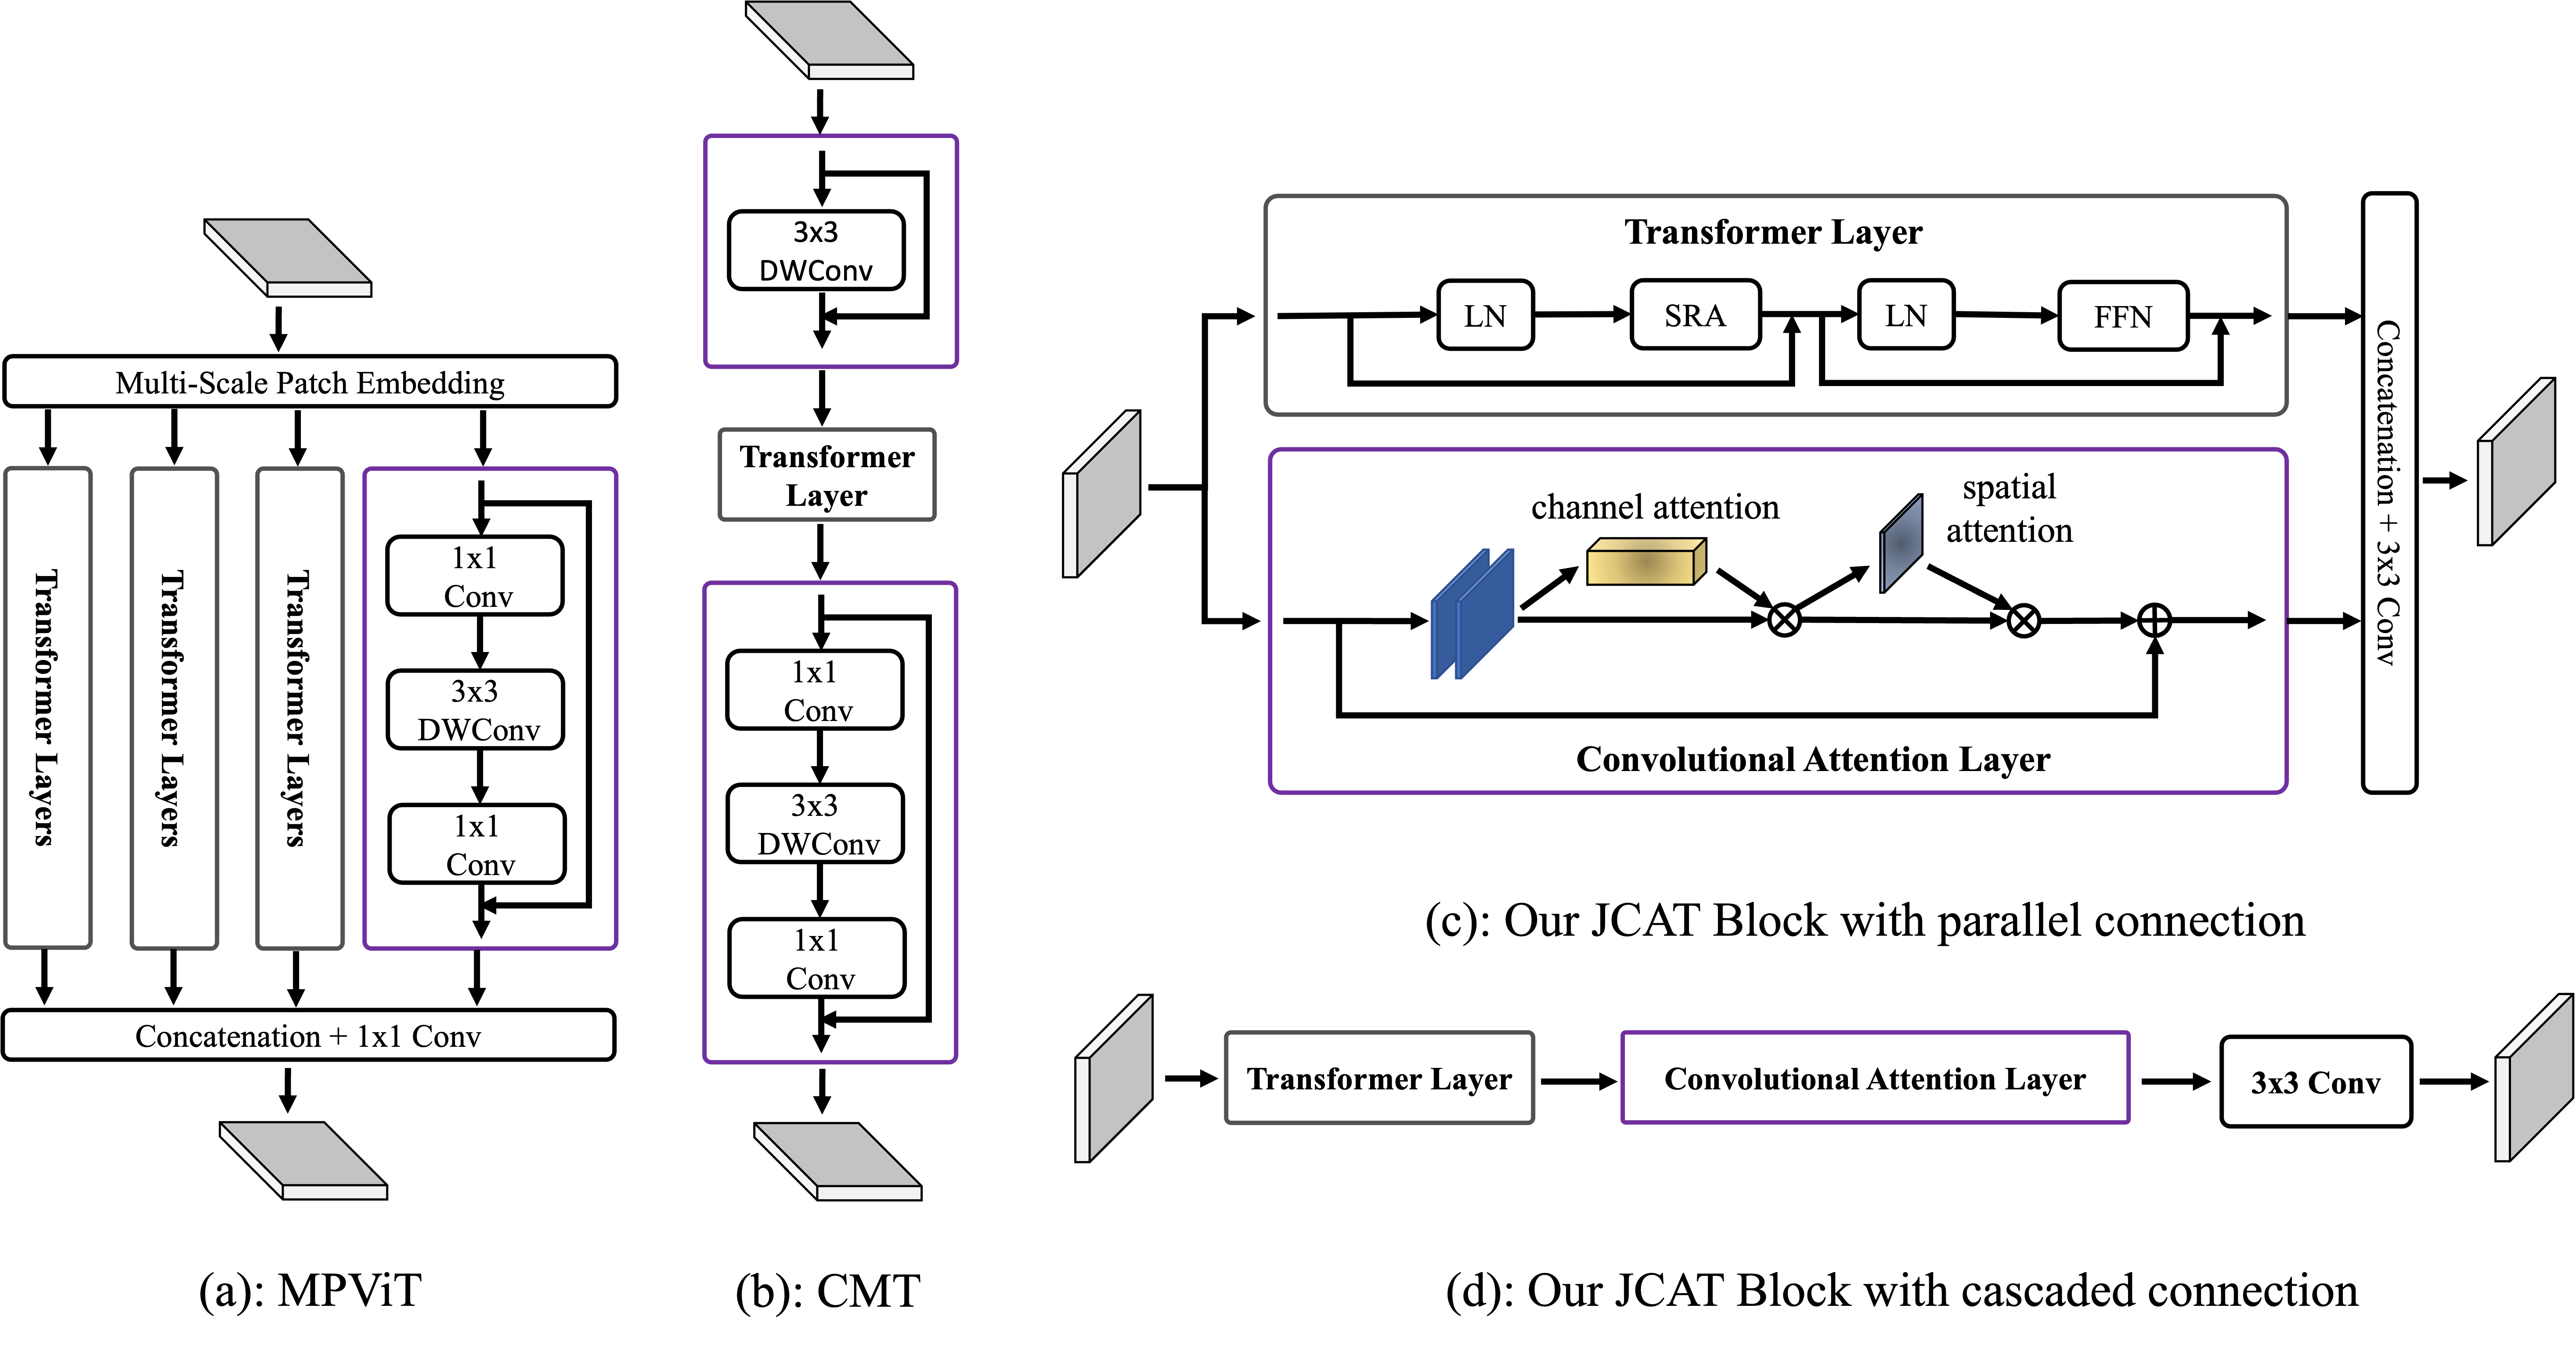 Multi-Scale Patch Embedding
Transformer Layers
Transformer Layers
Transformer Layers
1x1
Conv
3x3
DWConv
1x1
Conv
Concatenation + 1x1 Conv
(a): MPViT
3x3
DWConv
Transformer
Layer
1x1
Conv
3x3
DWConv
1x1
Conv
(b): CMT
Transformer Layer
LN
SRA
LN
FFN
channel attention
spatial
attention
Convolutional Attention Layer
Concatenation + 3x3 Conv
(c): Our JCAT Block with parallel connection
Transformer Layer
Convolutional Attention Layer
3x3 Conv
(d): Our JCAT Block with cascaded connection